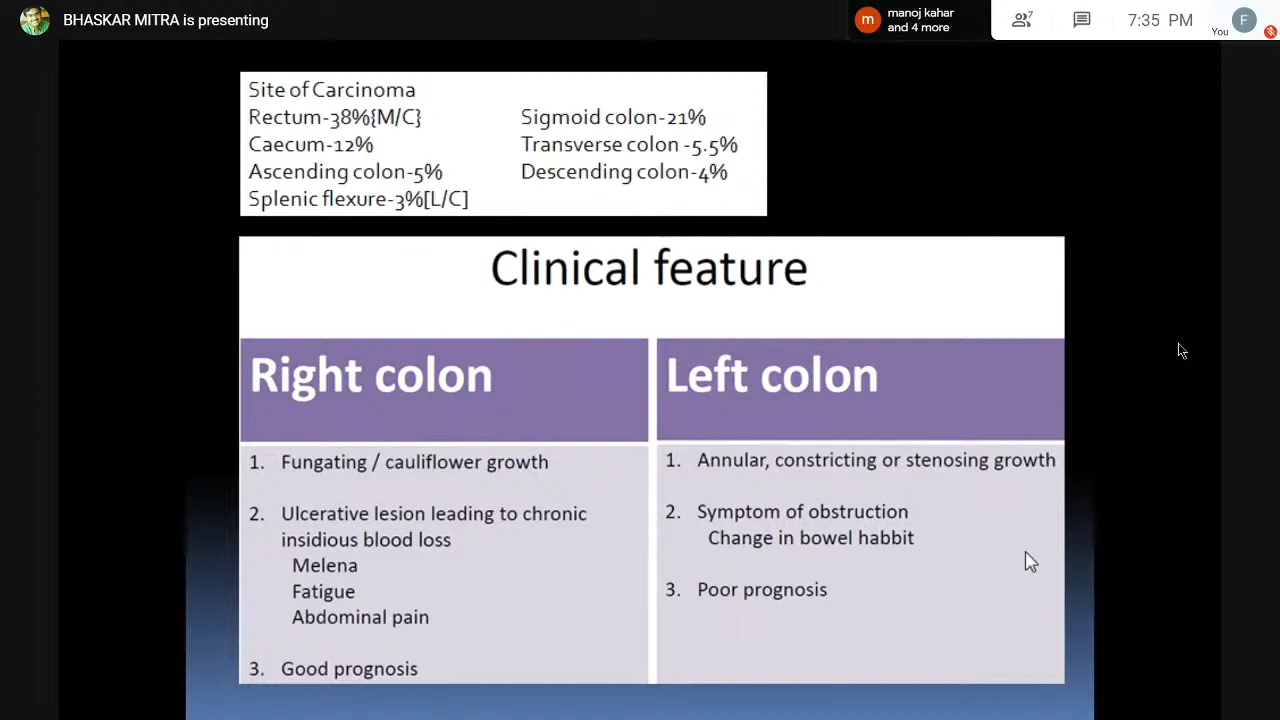 BHASKAR MITRA is presenting
m
manoj kahar
and 4 more
7
7:35 PM
You
F
Site of Carcinoma
Rectum-38%{M/C}
Sigmoid colon-21%
Caecum-12%
Transverse colon -5.5%
Ascending colon-5%
Descending colon-4%
Splenic flexure-3%[L/C]
Clinical feature
Right colon
1. Fungating / cauliflower growth
2. Ulcerative lesion leading to chronic
insidious blood loss
Melena
Fatigue
Abdominal pain
3. Good prognosis
Left colon
1. Annular, constricting or stenosing growth
2. Symptom of obstruction
Change in bowel habbit
3. Poor prognosis